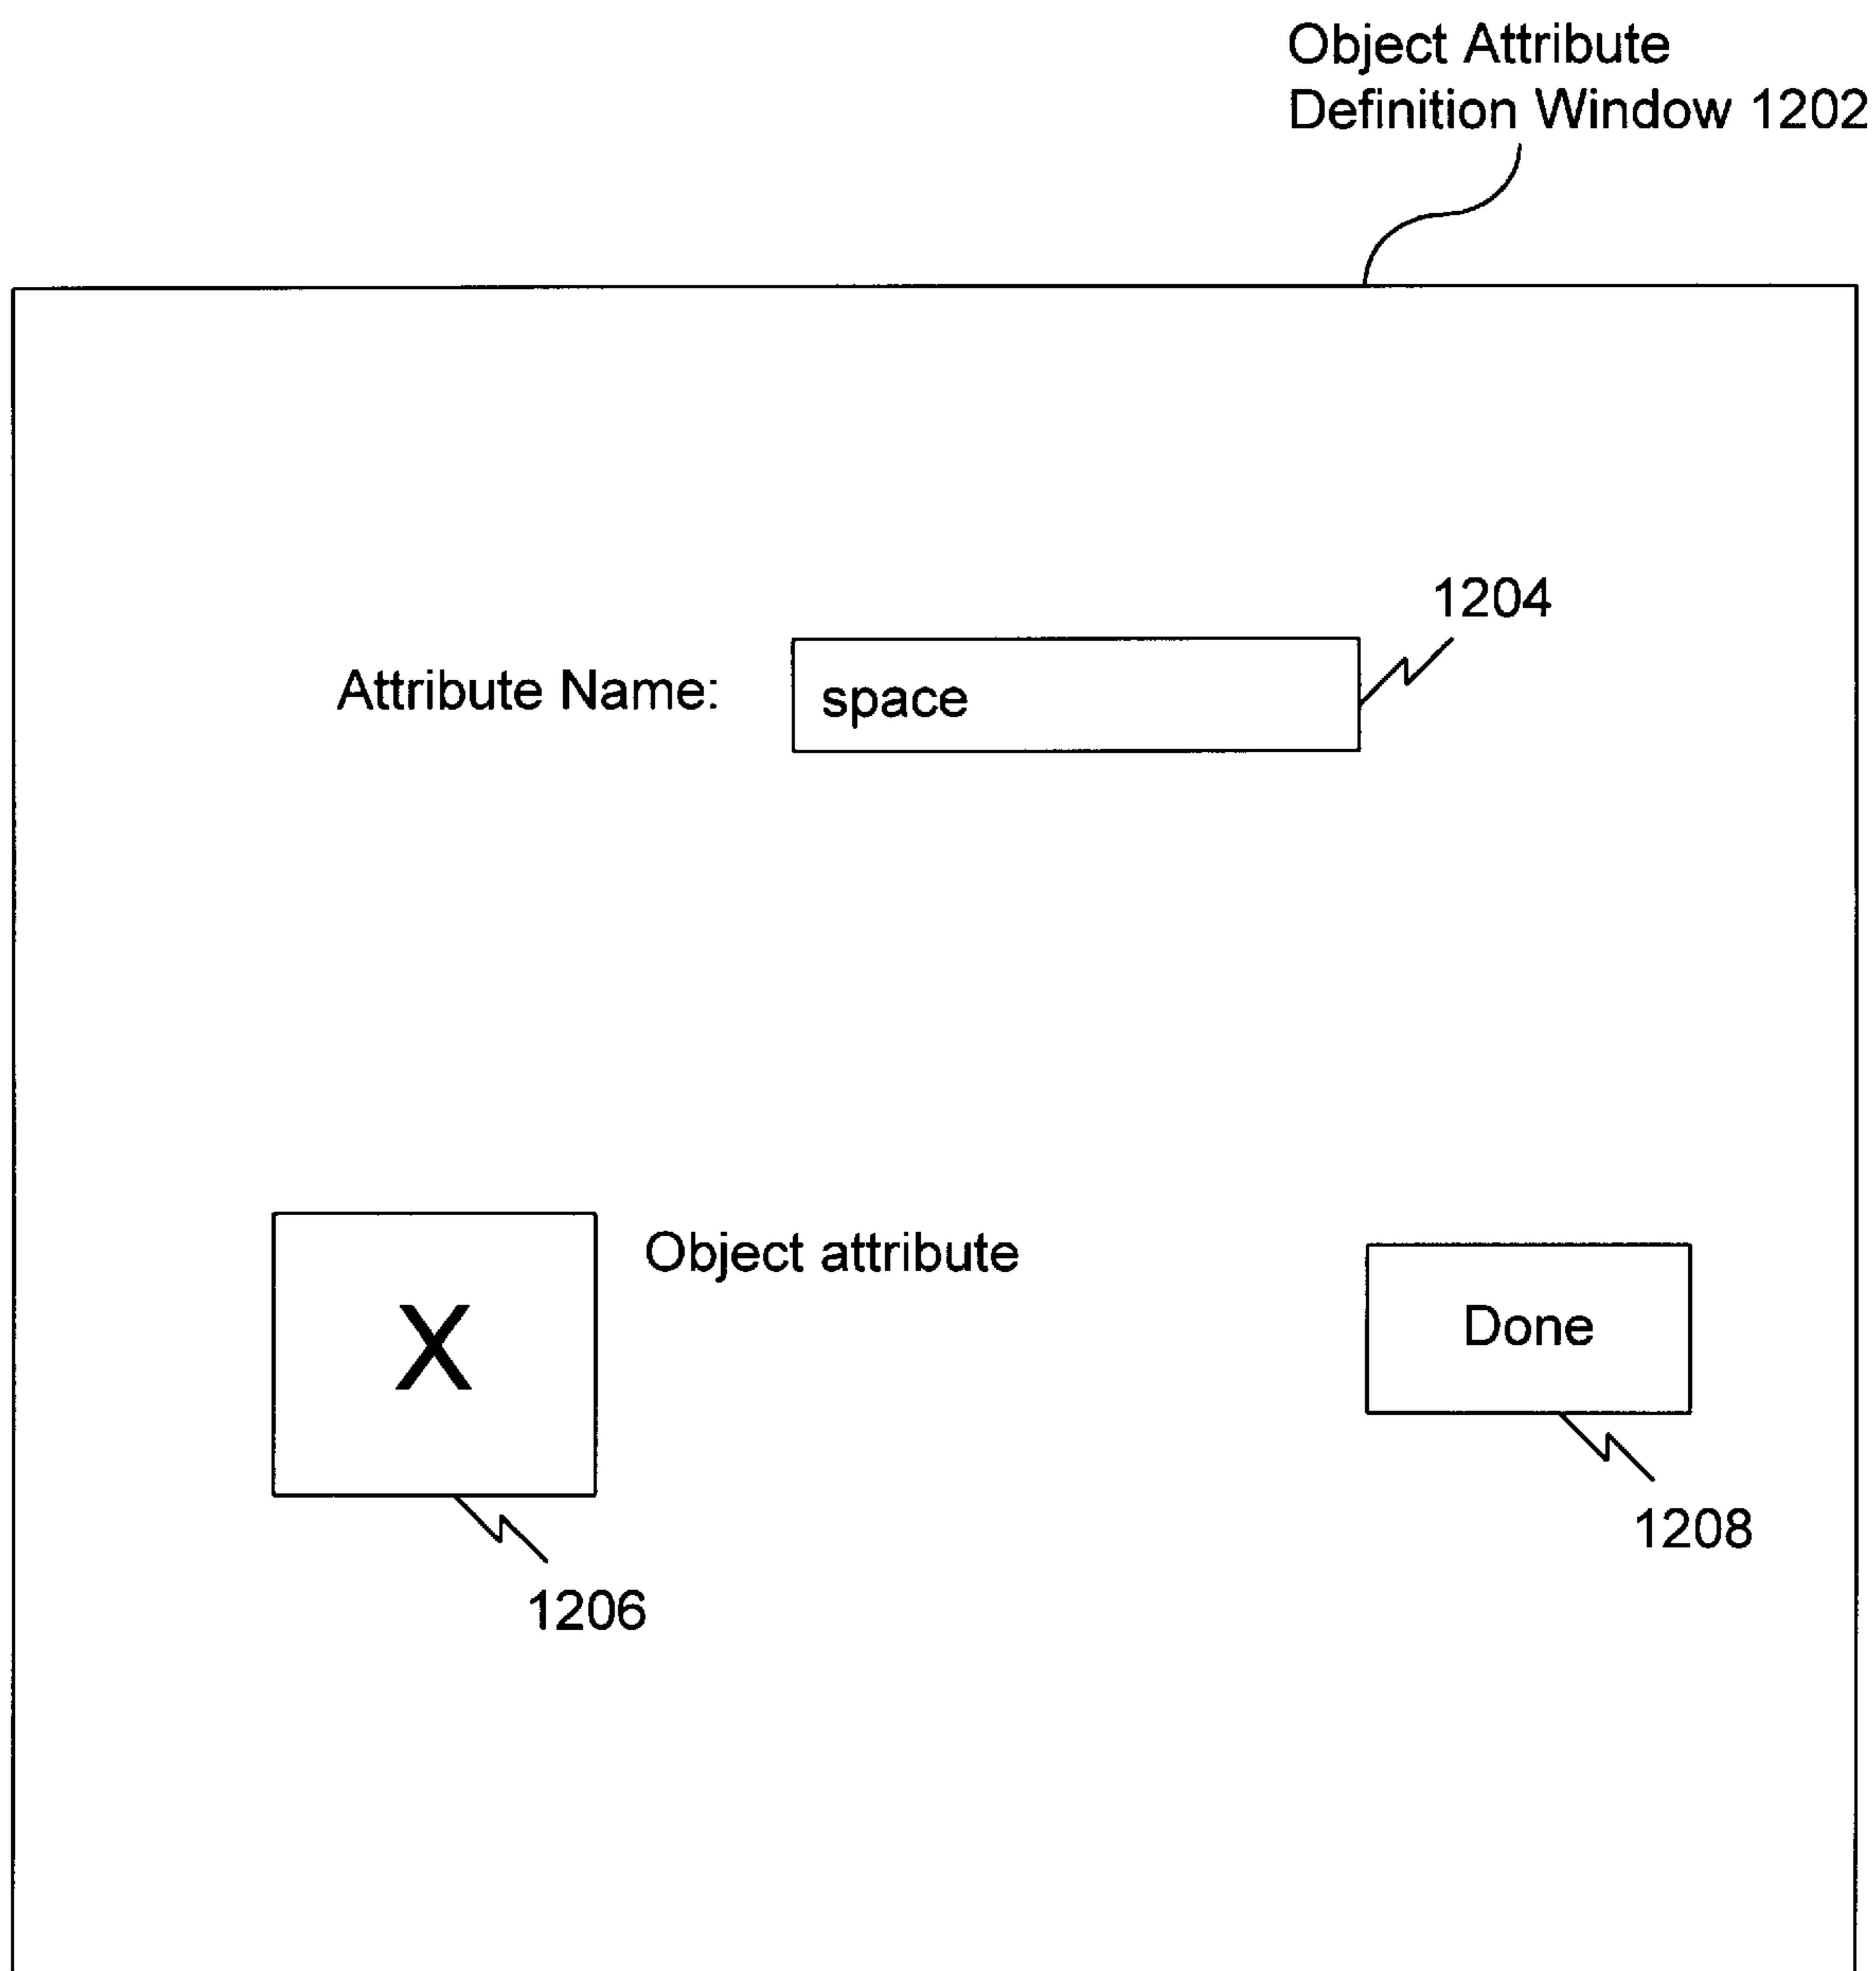 Object Attribute
Definition Window 1202
1204
Attribute Name:
space
Object attribute
X
Done
1208
1206